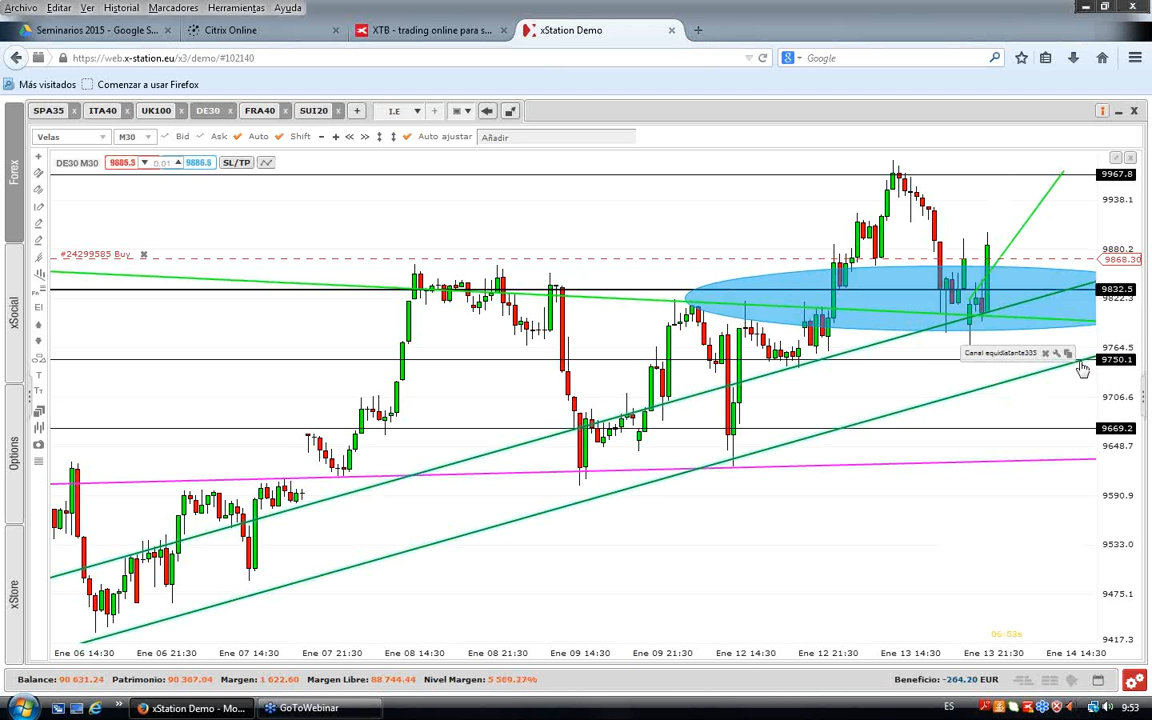 Archivo Editar Ver Historial Marcadores Herramientas Ayuda
Seminarios 2015 - Google S... × Citrix Online × XTB - trading online para s... × xStation Demo × +
https://web.x-station.eu/x3/demo/#102140 Google
Más visitados Comenzar a usar Firefox
SPA35 ITA40 UK100 DE30 FRA40 SUI20 + I.E
Velas M30 Bid Ask Auto Shift Auto ajustar Añadir
DE30 M30 9885.3 0.01 9886.8 SL/TP
Forex
xSocial
Options
xStore
#24299585 Buy
Canal equidistante335
9967.8
9938.1
9880.2
9868.30
9832.5
9822.3
9764.5
9750.1
9706.6
9669.2
9648.7
9590.9
9533.0
9475.1
9417.3
06:52s
Ene 06 14:30 Ene 06 21:30 Ene 07 14:30 Ene 07 21:30 Ene 08 14:30 Ene 08 21:30 Ene 09 14:30 Ene 09 21:30 Ene 12 14:30 Ene 12 21:30 Ene 13 14:30 Ene 13 21:30 Ene 14 14:30
Balance: 90 631.24 Patrimonio: 90 367.04 Margen: 1 622.60 Margen Libre: 88 744.44 Nivel Margen: 5 569.27% Beneficio: -264.20 EUR
xStation Demo - Mo... GoToWebinar ES 9:53